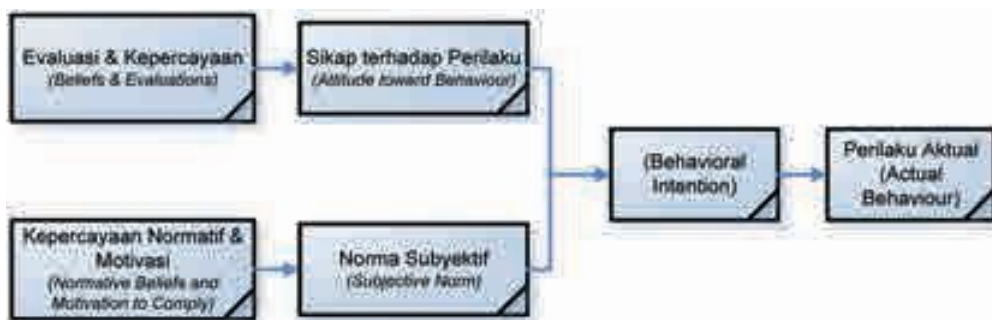 Evaluasi & Kepercayaan
(Beliefs & Evaluations)
Sikap terhadap Perilaku
(Attitude toward Behaviour)
Kepercayaan Normatif &
Motivasi
(Normative Beliefs and
Motivation to Comply)
Norma Subyektif
(Subjective Norm)
(Behavioral
Intention)
Perilaku Aktual
(Actual
Behaviour)